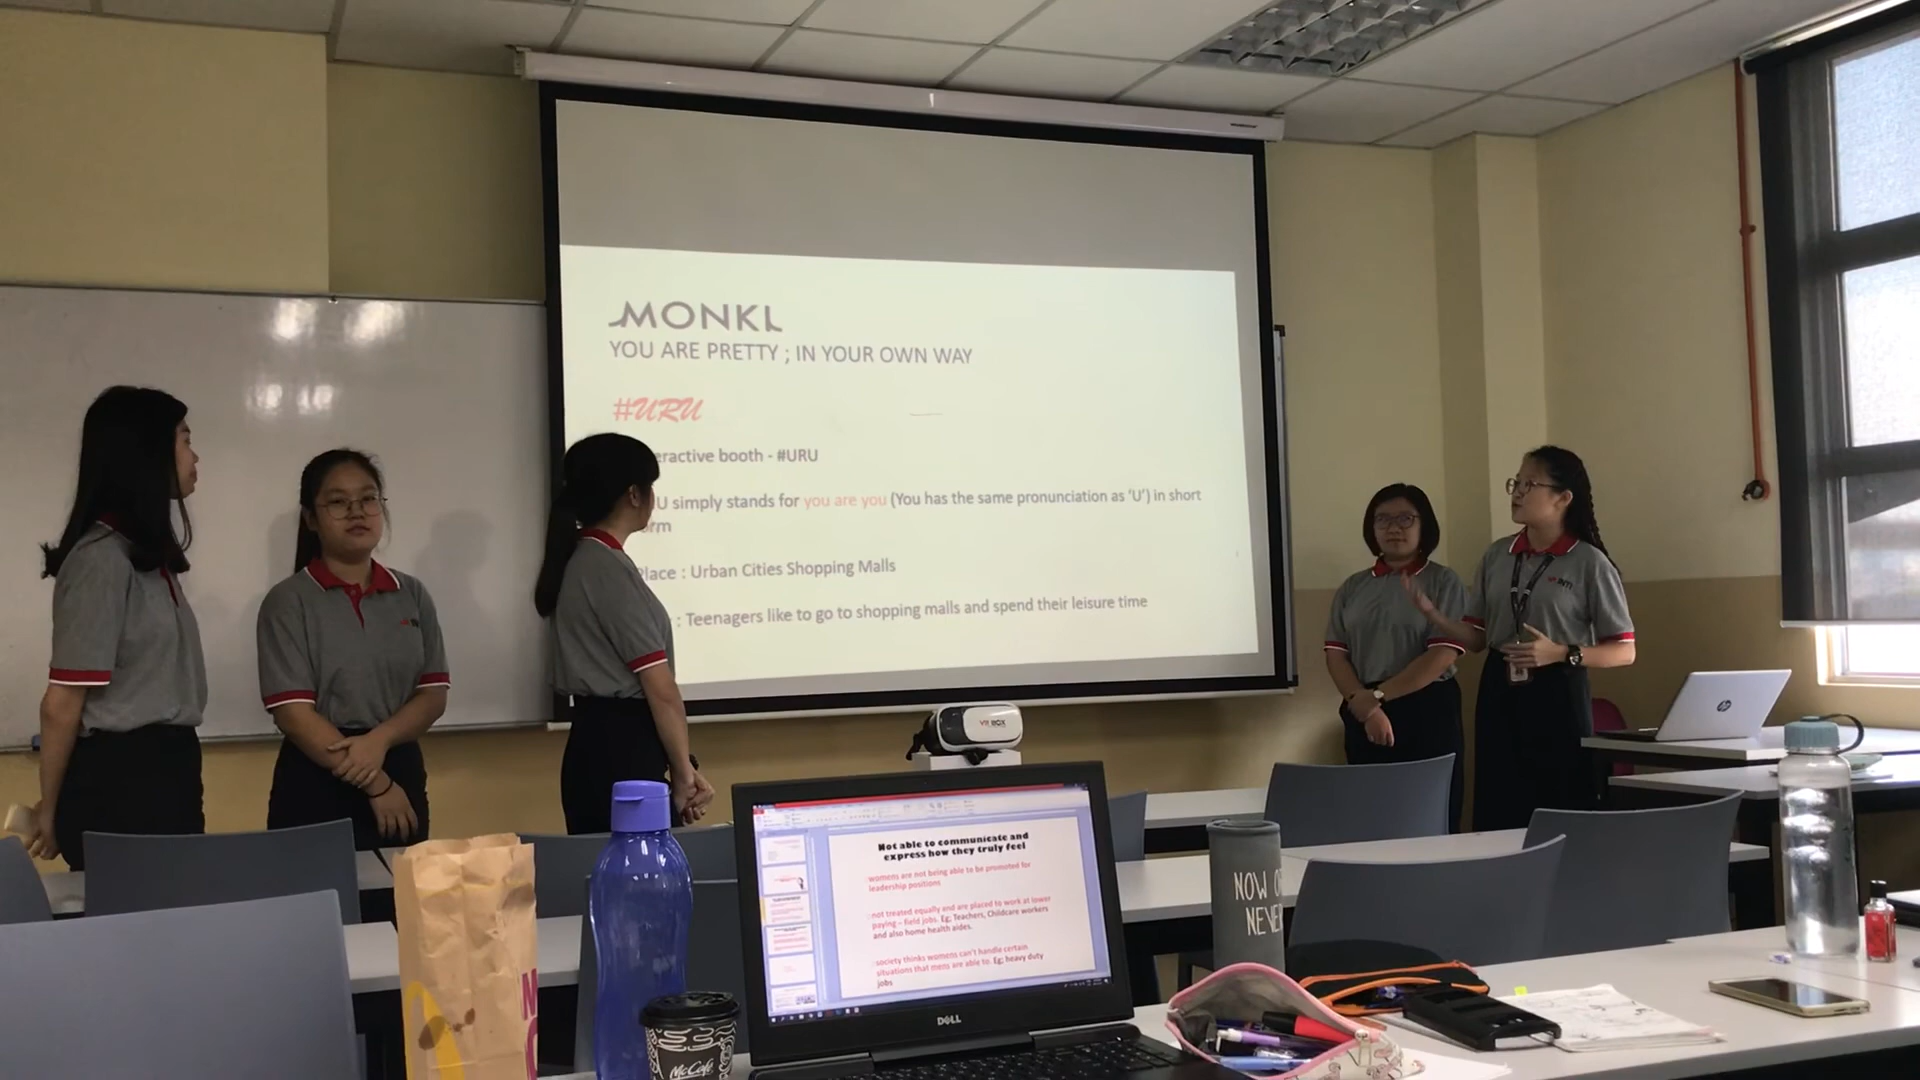 MONKI
YOU ARE PRETTY ; IN YOUR OWN WAY
#URU
eractive booth - #URU
U simply stands for you are you (You has the same pronunciation as 'U') in short
orm
Place : Urban Cities Shopping Malls
: Teenagers like to go to shopping malls and spend their leisure time
INTI
VR BOX
hp
Not able to communicate and
express how they truly feel
womens are not being able to be promoted for
leadership positions
not treated equally and are placed to work at lower
paying – field jobs. Eg; Teachers, Childcare workers
and also home health aides.
society thinks womens can't handle certain
situations that mens are able to. Eg; heavy duty
jobs
DELL
NOW O
NEVE
McCafé